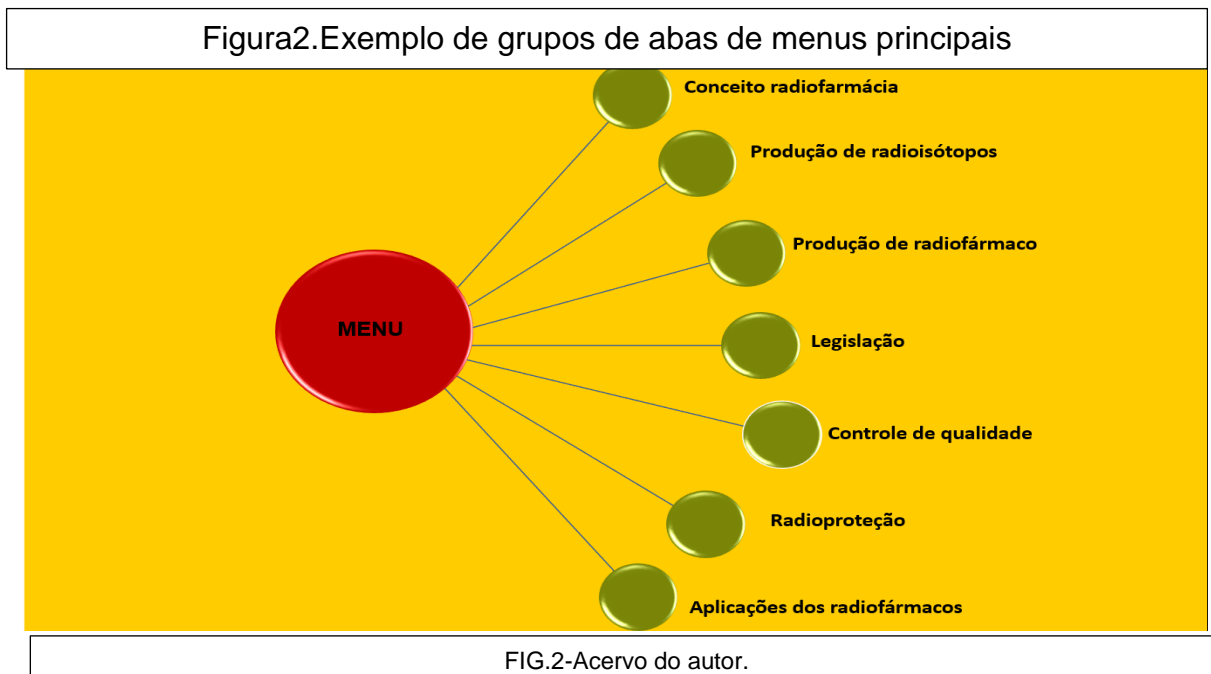 Figura2.Exemplo de grupos de abas de menus principais
Conceito radiofarmácia
Produção de radioisótopos
Produção de radiofármaco
MENU
Legislação
Controle de qualidade
Radioproteção
Aplicações dos radiofármacos
FIG.2-Acervo do autor.